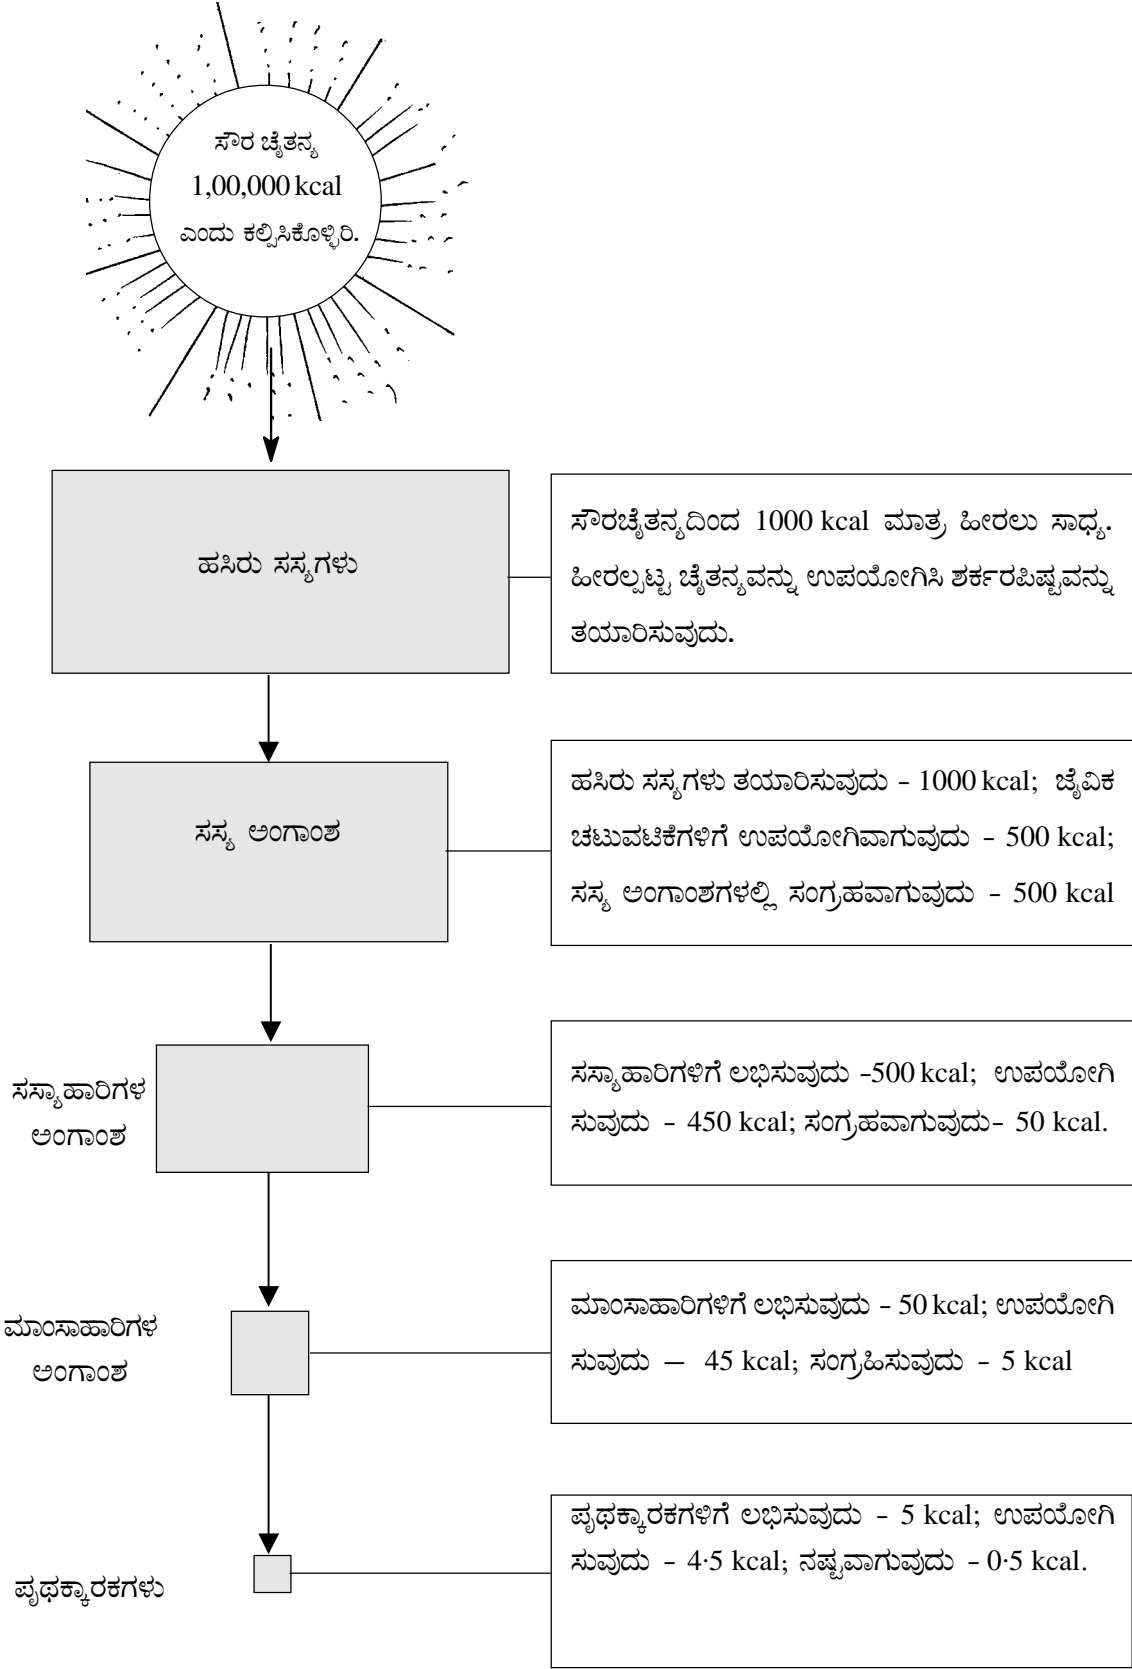 ಸೌರ ಚೈತನ್ಯ
1,00,000 kcal
ಎಂದು ಕಲ್ಪಿಸಿಕೊಳ್ಳಿರಿ.
ಹಸಿರು ಸಸ್ಯಗಳು
ಸೌರಚೈತನ್ಯದಿಂದ 1000 kcal ಮಾತ್ರ ಹೀರಲು ಸಾಧ್ಯ.
ಹೀರಲ್ಪಟ್ಟ ಚೈತನ್ಯವನ್ನು ಉಪಯೋಗಿಸಿ ಶರ್ಕರಪಿಷ್ಟವನ್ನು
ತಯಾರಿಸುವುದು.
ಸಸ್ಯ ಅಂಗಾಂಶ
ಹಸಿರು ಸಸ್ಯಗಳು ತಯಾರಿಸುವುದು - 1000 kcal; ಜೈವಿಕ
ಚಟುವಟಿಕೆಗಳಿಗೆ ಉಪಯೋಗಿವಾಗುವುದು - 500 kcal;
ಸಸ್ಯ ಅಂಗಾಂಶಗಳಲ್ಲಿ ಸಂಗ್ರಹವಾಗುವುದು - 500 kcal
ಸಸ್ಯಾಹಾರಿಗಳ
ಅಂಗಾಂಶ
ಸಸ್ಯಾಹಾರಿಗಳಿಗೆ ಲಭಿಸುವುದು -500 kcal; ಉಪಯೋಗಿ
ಸುವುದು - 450 kcal; ಸಂಗ್ರಹವಾಗುವುದು- 50 kcal.
ಮಾಂಸಾಹಾರಿಗಳ
ಅಂಗಾಂಶ
ಮಾಂಸಾಹಾರಿಗಳಿಗೆ ಲಭಿಸುವುದು - 50 kcal; ಉಪಯೋಗಿ
ಸುವುದು — 45 kcal; ಸಂಗ್ರಹಿಸುವುದು - 5 kcal
ಪೃಥಕ್ಕಾರಕಗಳು
ಪೃಥಕ್ಕಾರಕಗಳಿಗೆ ಲಭಿಸುವುದು - 5 kcal; ಉಪಯೋಗಿ
ಸುವುದು - 4·5 kcal; ನಷ್ಟವಾಗುವುದು - 0·5 kcal.